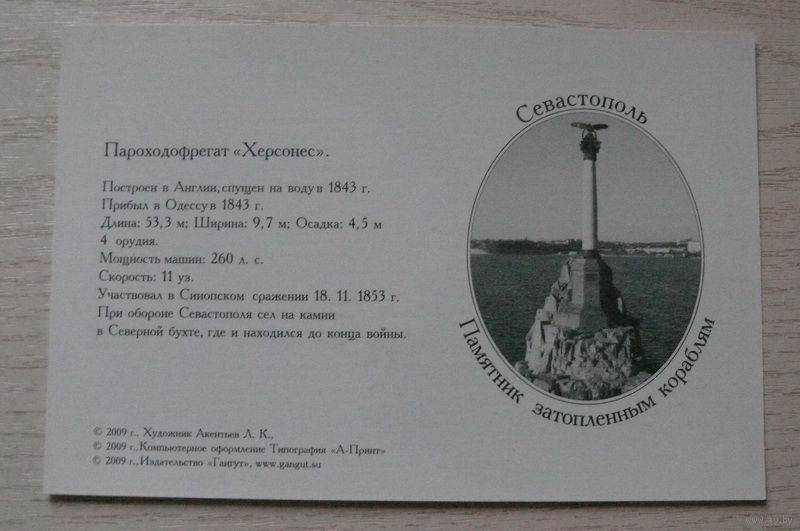 Пароходофрегат «Херсонес».
Построен в Англии, спущен на воду в 1843 г.
Прибыл в Одессу в 1843 г.
Длина: 53,3 м; Ширина: 9,7 м; Осадка: 4,5 м
4 орудия.
Мощность машин: 260 л. с.
Скорость: 11 уз.
Участвовал в Синопском сражении 18. 11. 1853 г.
При обороне Севастополя сел на камни
в Северной бухте, где и находился до конца войны.
© 2009 г., Художник Акентьев Л. К.,
© 2009 г., Компьютерное оформление Типография «А-Принт»
© 2009 г., Издательство «Гангут», www.gangut.su
Севастополь
Памятник затопленным кораблям
www.ay.by